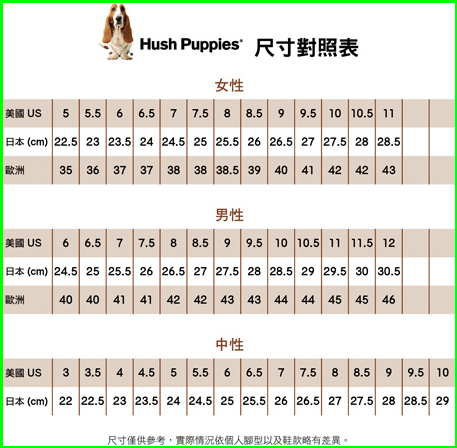 Hush Puppies® 尺寸對照表
女性
美國 US 5 5.5 6 6.5 7 7.5 8 8.5 9 9.5 10 10.5 11
日本 (cm) 22.5 23 23.5 24 24.5 25 25.5 26 26.5 27 27.5 28 28.5
歐洲 35 36 37 37 38 38 38.5 39 40 41 42 42 43
男性
美國 US 6 6.5 7 7.5 8 8.5 9 9.5 10 10.5 11 11.5 12
日本 (cm) 24.5 25 25.5 26 26.5 27 27.5 28 28.5 29 29.5 30 30.5
歐洲 40 40 41 41 42 42 43 43 44 44 45 45 46
中性
美國 US 3 3.5 4 4.5 5 5.5 6 6.5 7 7.5 8 8.5 9 9.5 10
日本 (cm) 22 22.5 23 23.5 24 24.5 25 25.5 26 26.5 27 27.5 28 28.5 29
尺寸僅供參考，實際情況依個人腳型以及鞋款略有差異。